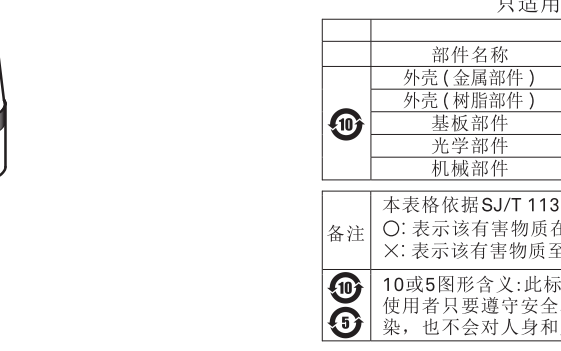 只适用
部件名称
外壳(金属部件)
外壳(树脂部件)
10
基板部件
光学部件
机械部件
本表格依据SJ/T 113
备注
○: 表示该有害物质在
×: 表示该有害物质至
10
10或5图形含义:此标
使用者只要遵守安全
5
染，也不会对人身和